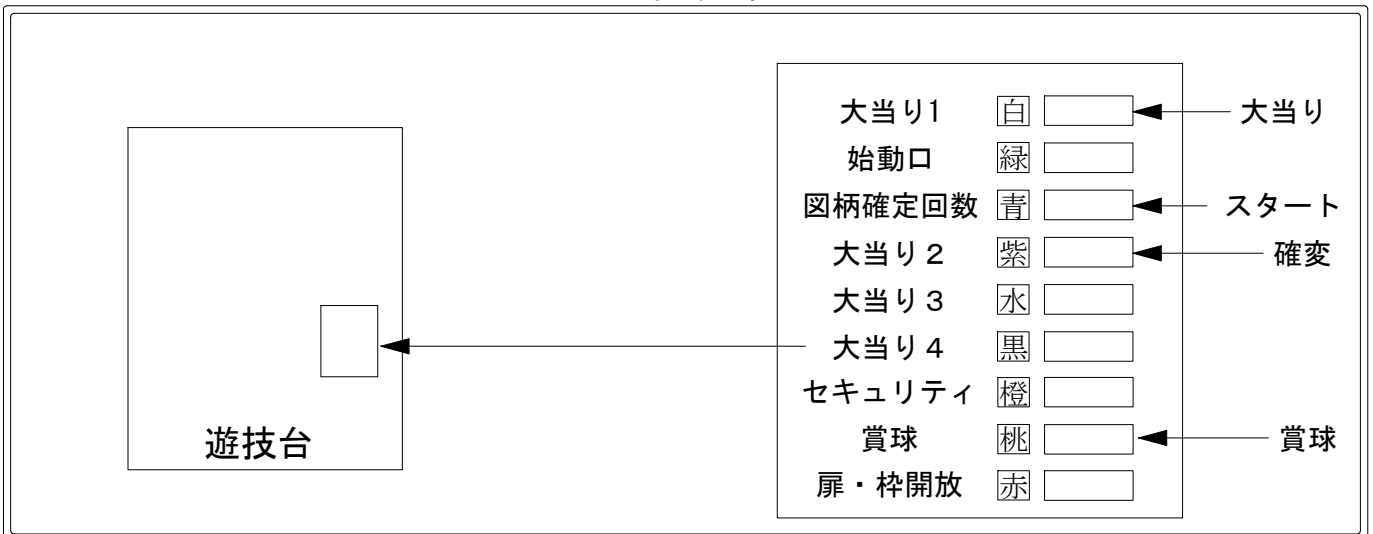 大当り1 白 大当り
始動口 緑
図柄確定回数 青 スタート
大当り２ 紫 確変
大当り３ 水
大当り４ 黒
セキュリティ 橙
遊技台
賞球 桃 賞球
扉・枠開放 赤